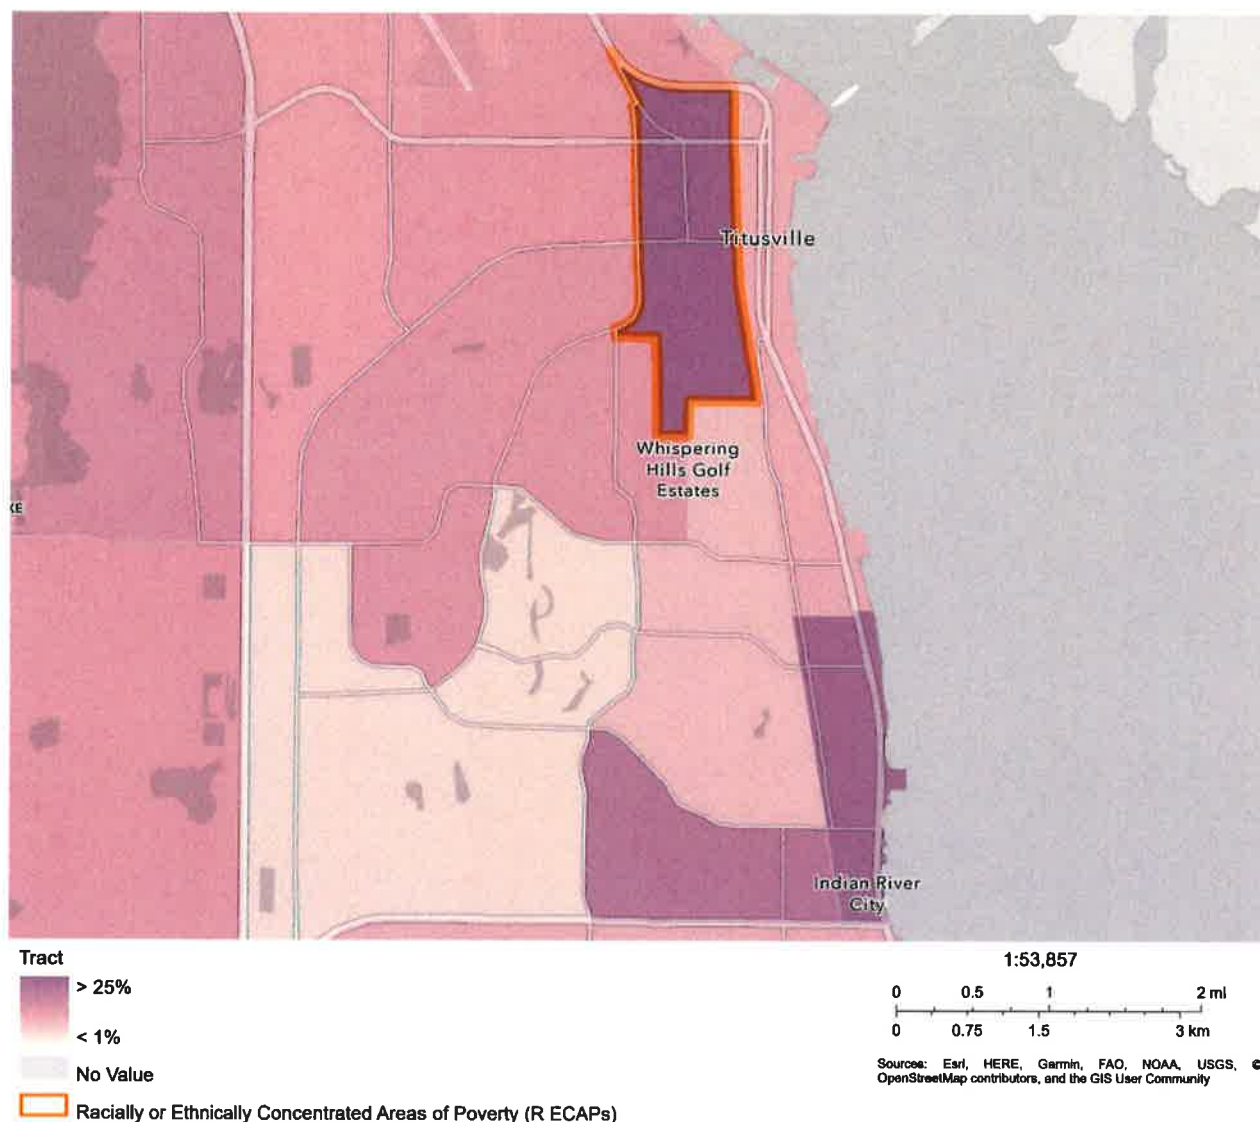 Titusville
Whispering
Hills Golf
Estates
KE
Indian River
City
Tract
> 25%
< 1%
No Value
Racially or Ethnically Concentrated Areas of Poverty (R ECAPs)
1:53,857
0 0.5 1 2 mi
0 0.75 1.5 3 km
Sources: Esri, HERE, Garmin, FAO, NOAA, USGS, ©
OpenStreetMap contributors, and the GIS User Community